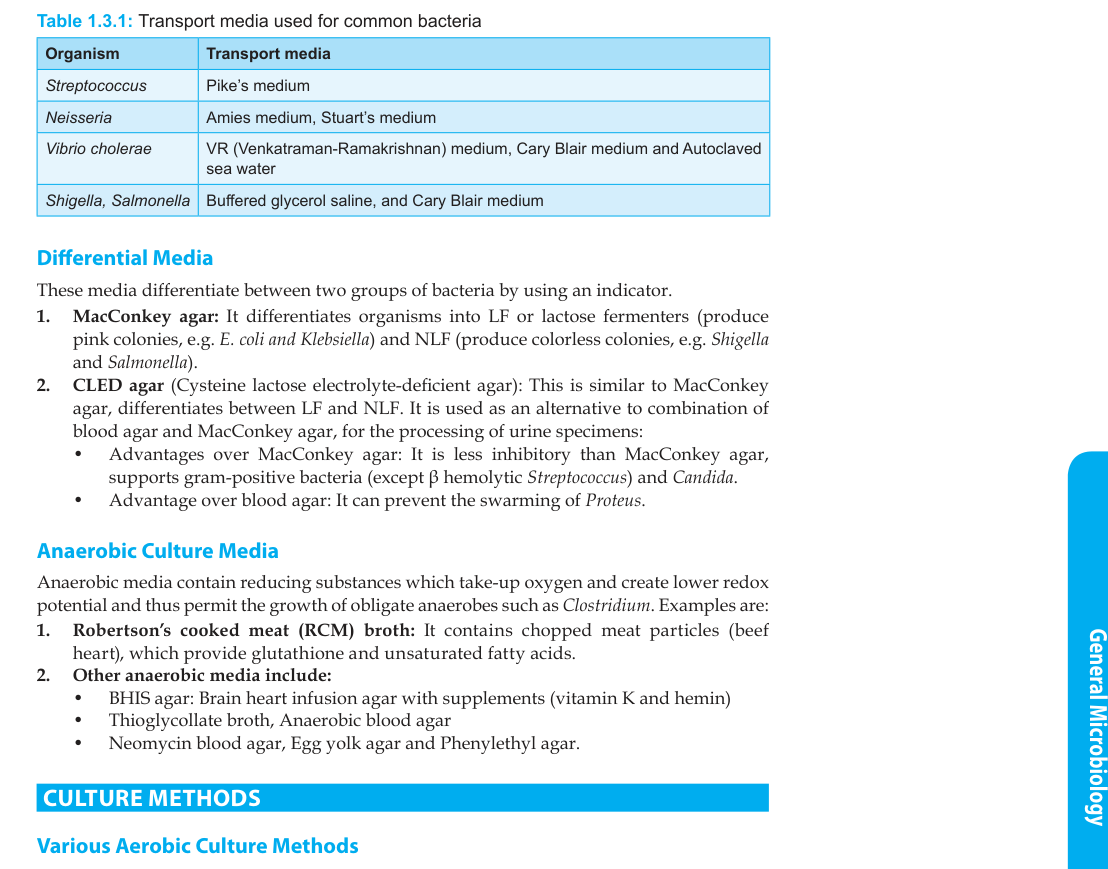 Table 1.3.1: Transport media used for common bacteria
Organism Transport media
Streptococcus Pike's medium
Neisseria Amies medium, Stuart's medium
Vibrio cholerae VR (Venkatraman-Ramakrishnan) medium, Cary Blair medium and Autoclaved
sea water
Shigella, Salmonella Buffered glycerol saline, and Cary Blair medium
Differential Media
These media differentiate between two groups of bacteria by using an indicator.
1. MacConkey agar: It differentiates organisms into LF or lactose fermenters (produce
pink colonies, e.g. E. coli and Klebsiella) and NLF (produce colorless colonies, e.g. Shigella
and Salmonella).
2. CLED agar (Cysteine lactose electrolyte-deficient agar): This is similar to MacConkey
agar, differentiates between LF and NLF. It is used as an alternative to combination of
blood agar and MacConkey agar, for the processing of urine specimens:
• Advantages over MacConkey agar: It is less inhibitory than MacConkey agar,
supports gram-positive bacteria (except β hemolytic Streptococcus) and Candida.
• Advantage over blood agar: It can prevent the swarming of Proteus.
Anaerobic Culture Media
Anaerobic media contain reducing substances which take-up oxygen and create lower redox
potential and thus permit the growth of obligate anaerobes such as Clostridium. Examples are:
1. Robertson's cooked meat (RCM) broth: It contains chopped meat particles (beef
heart), which provide glutathione and unsaturated fatty acids.
2. Other anaerobic media include:
• BHIS agar: Brain heart infusion agar with supplements (vitamin K and hemin)
• Thioglycollate broth, Anaerobic blood agar
• Neomycin blood agar, Egg yolk agar and Phenylethyl agar.
CULTURE METHODS
Various Aerobic Culture Methods
General Microbiology